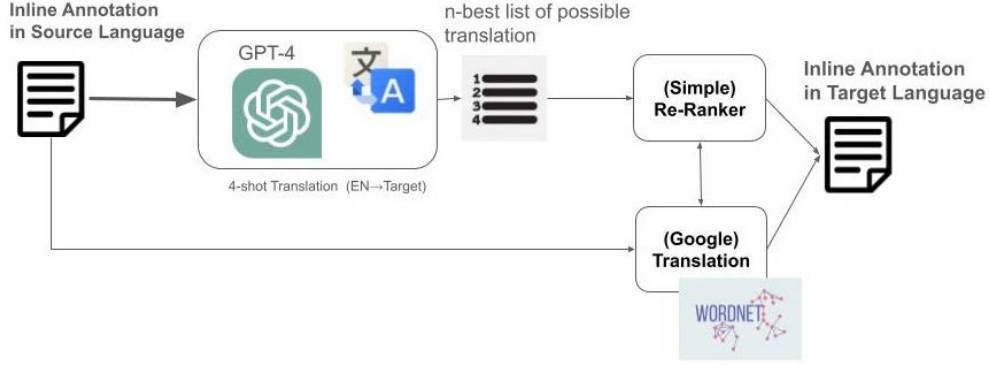 Inline Annotation
in Source Language
GPT-4
文
A
4-shot Translation (EN→Target)
n-best list of possible
translation
1
2
3
4
(Simple)
Re-Ranker
(Google)
Translation
WORDNET
Inline Annotation
in Target Language